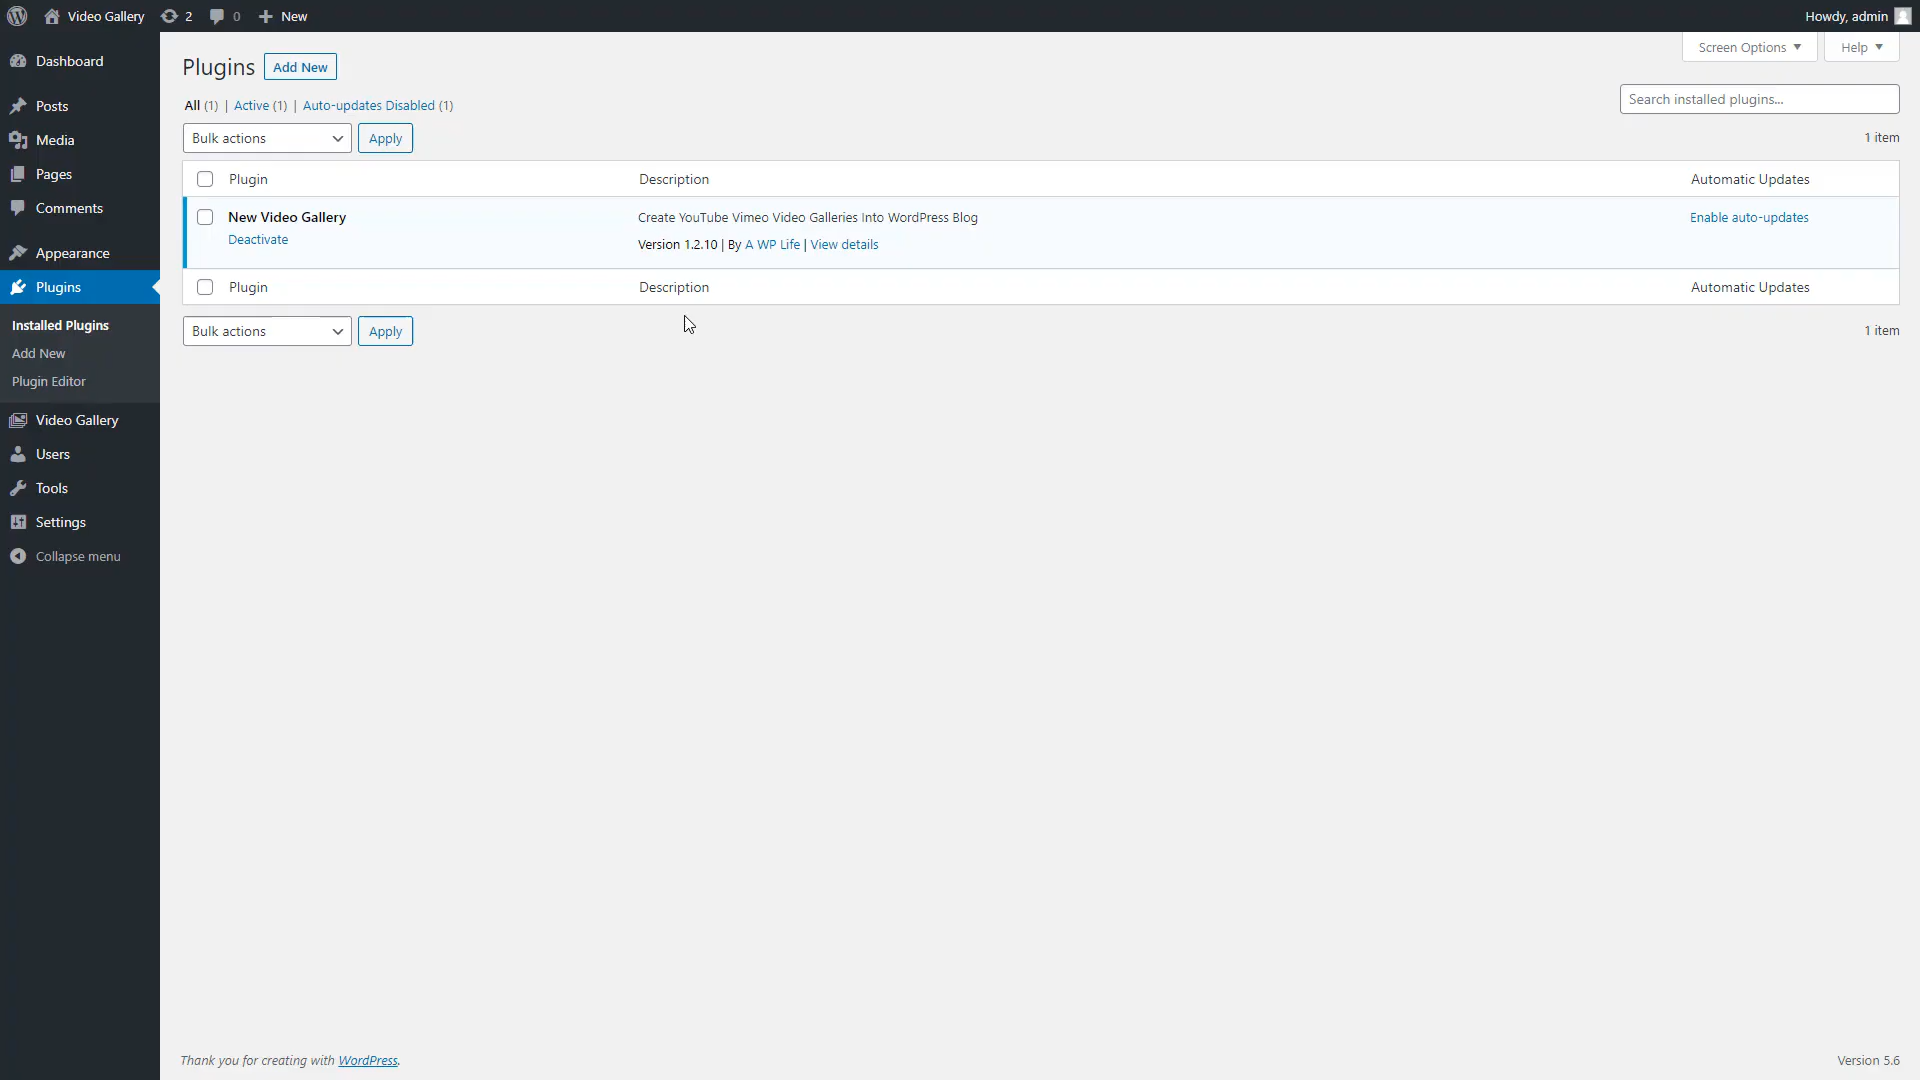 Video Gallery 2 0 New Howdy, admin
Screen Options Help
Dashboard
Posts
Media
Pages
Comments
Appearance
Plugins
Installed Plugins
Add New
Plugin Editor
Video Gallery
Users
Tools
Settings
Collapse menu
Plugins Add New
All (1) | Active (1) | Auto-updates Disabled (1)
Search installed plugins...
Bulk actions Apply 1 item
Plugin Description Automatic Updates
New Video Gallery Create YouTube Vimeo Video Galleries Into WordPress Blog Enable auto-updates
Deactivate Version 1.2.10 | By A WP Life | View details
Plugin Description Automatic Updates
Bulk actions Apply 1 item
Thank you for creating with WordPress. Version 5.6